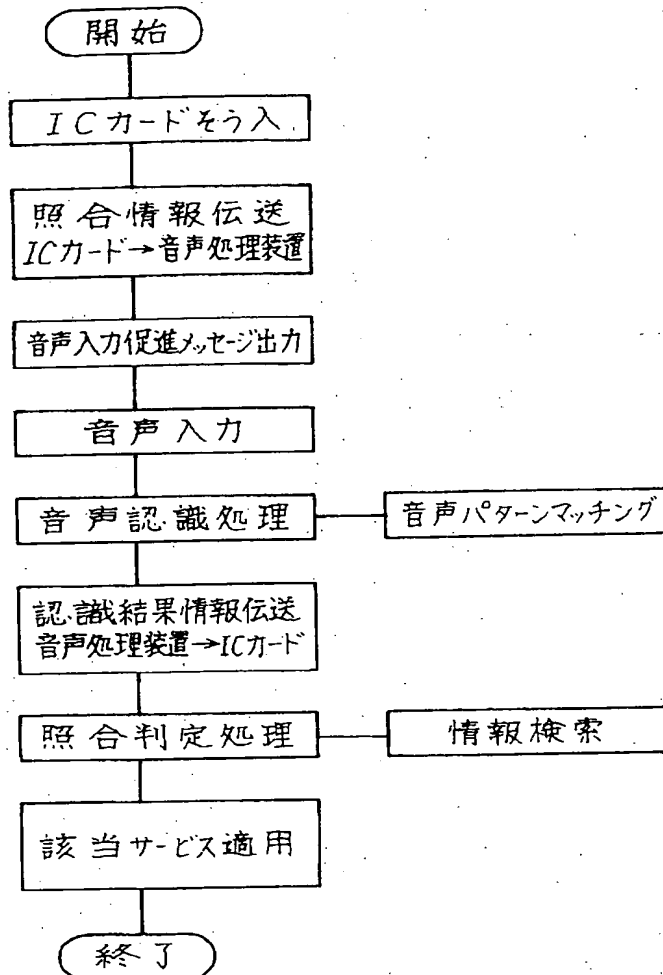 開始
ICカードそう入
照合情報伝送
ICカード→音声処理装置
音声入力促進メッセージ出力
音声入力
音声認識処理
音声パターンマッチング
認識結果情報伝送
音声処理装置→ICカード
照合判定処理
情報検索
該当サービス適用
終了